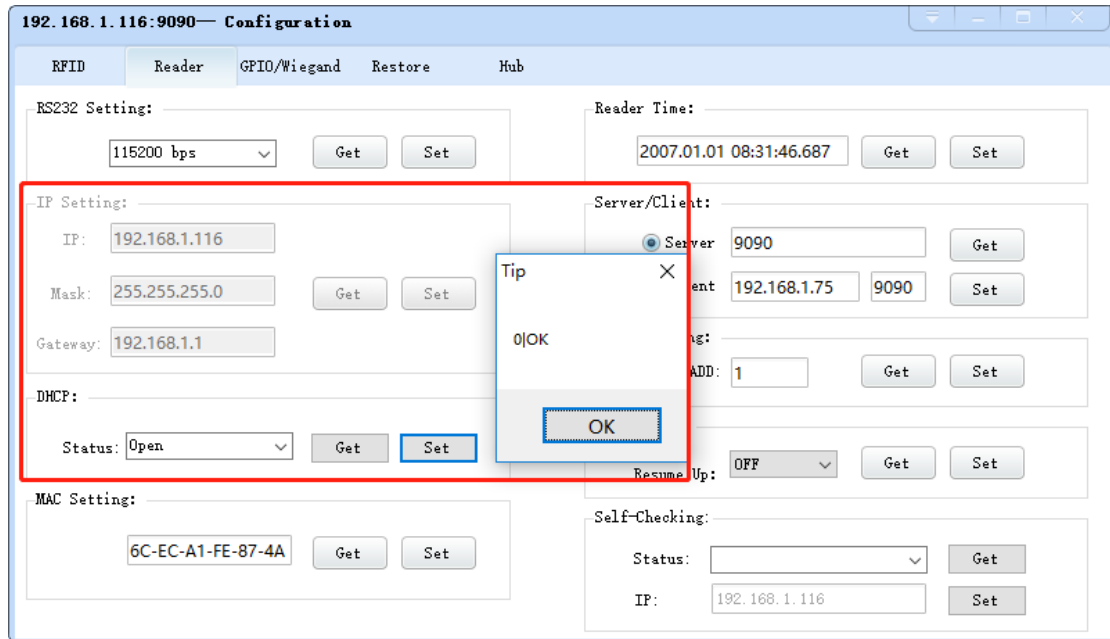 192.168.1.116:9090— Configuration
RFID Reader GPIO/Wiegand Restore Hub
RS232 Setting:
115200 bps Get Set
Reader Time:
2007.01.01 08:31:46.687 Get Set
IP Setting:
IP: 192.168.1.116
Mask: 255.255.255.0 Get Set
Gateway: 192.168.1.1
Server/Client:
Server 9090 Get
ent 192.168.1.75 9090 Set
Tip
0|OK
OK
ng:
ADD: 1 Get Set
DHCP:
Status: Open Get Set
Resume Up: OFF Get Set
MAC Setting:
6C-EC-A1-FE-87-4A Get Set
Self-Checking:
Status: Get
IP: 192.168.1.116 Set